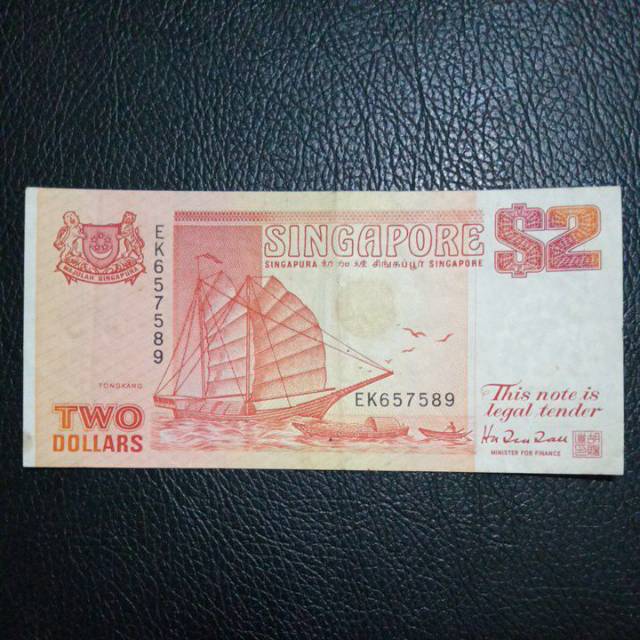 MAJULAH SINGAPURA
EK657589
SINGAPORE
SINGAPURA 新加坡 சிங்கப்பூர் SINGAPORE
$2
TONGKANG
TWO
DOLLARS
EK657589
This note is
legal tender
MINISTER FOR FINANCE